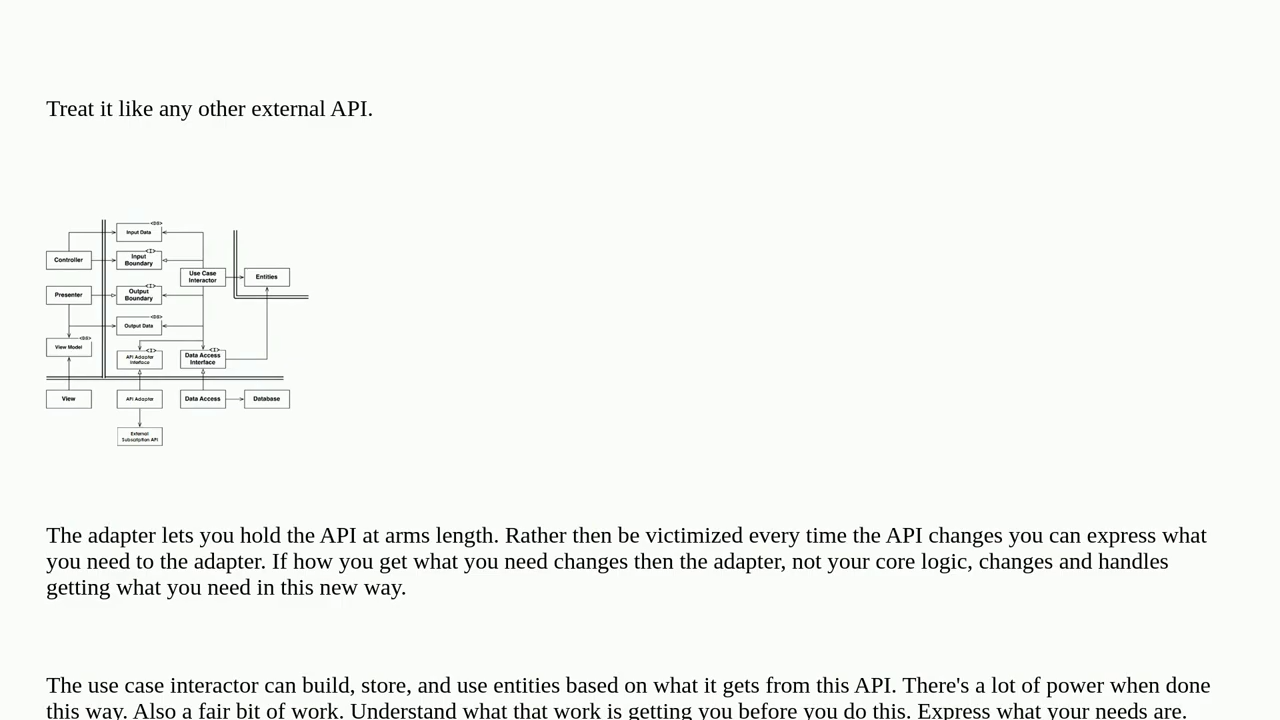 Treat it like any other external API.
<DS>
Input Data
<I>
Controller
Input
Boundary
Use Case
Interactor
Entities
<I>
Presenter
Output
Boundary
<DS>
Output Data
<DS>
View Model
<I>
API Adapter
Interface
<I>
Data Access
Interface
View
API Adapter
Data Access
Database
External
Subscription API
The adapter lets you hold the API at arms length. Rather then be victimized every time the API changes you can express what
you need to the adapter. If how you get what you need changes then the adapter, not your core logic, changes and handles
getting what you need in this new way.
The use case interactor can build, store, and use entities based on what it gets from this API. There's a lot of power when done
this way. Also a fair bit of work. Understand what that work is getting you before you do this. Express what your needs are.